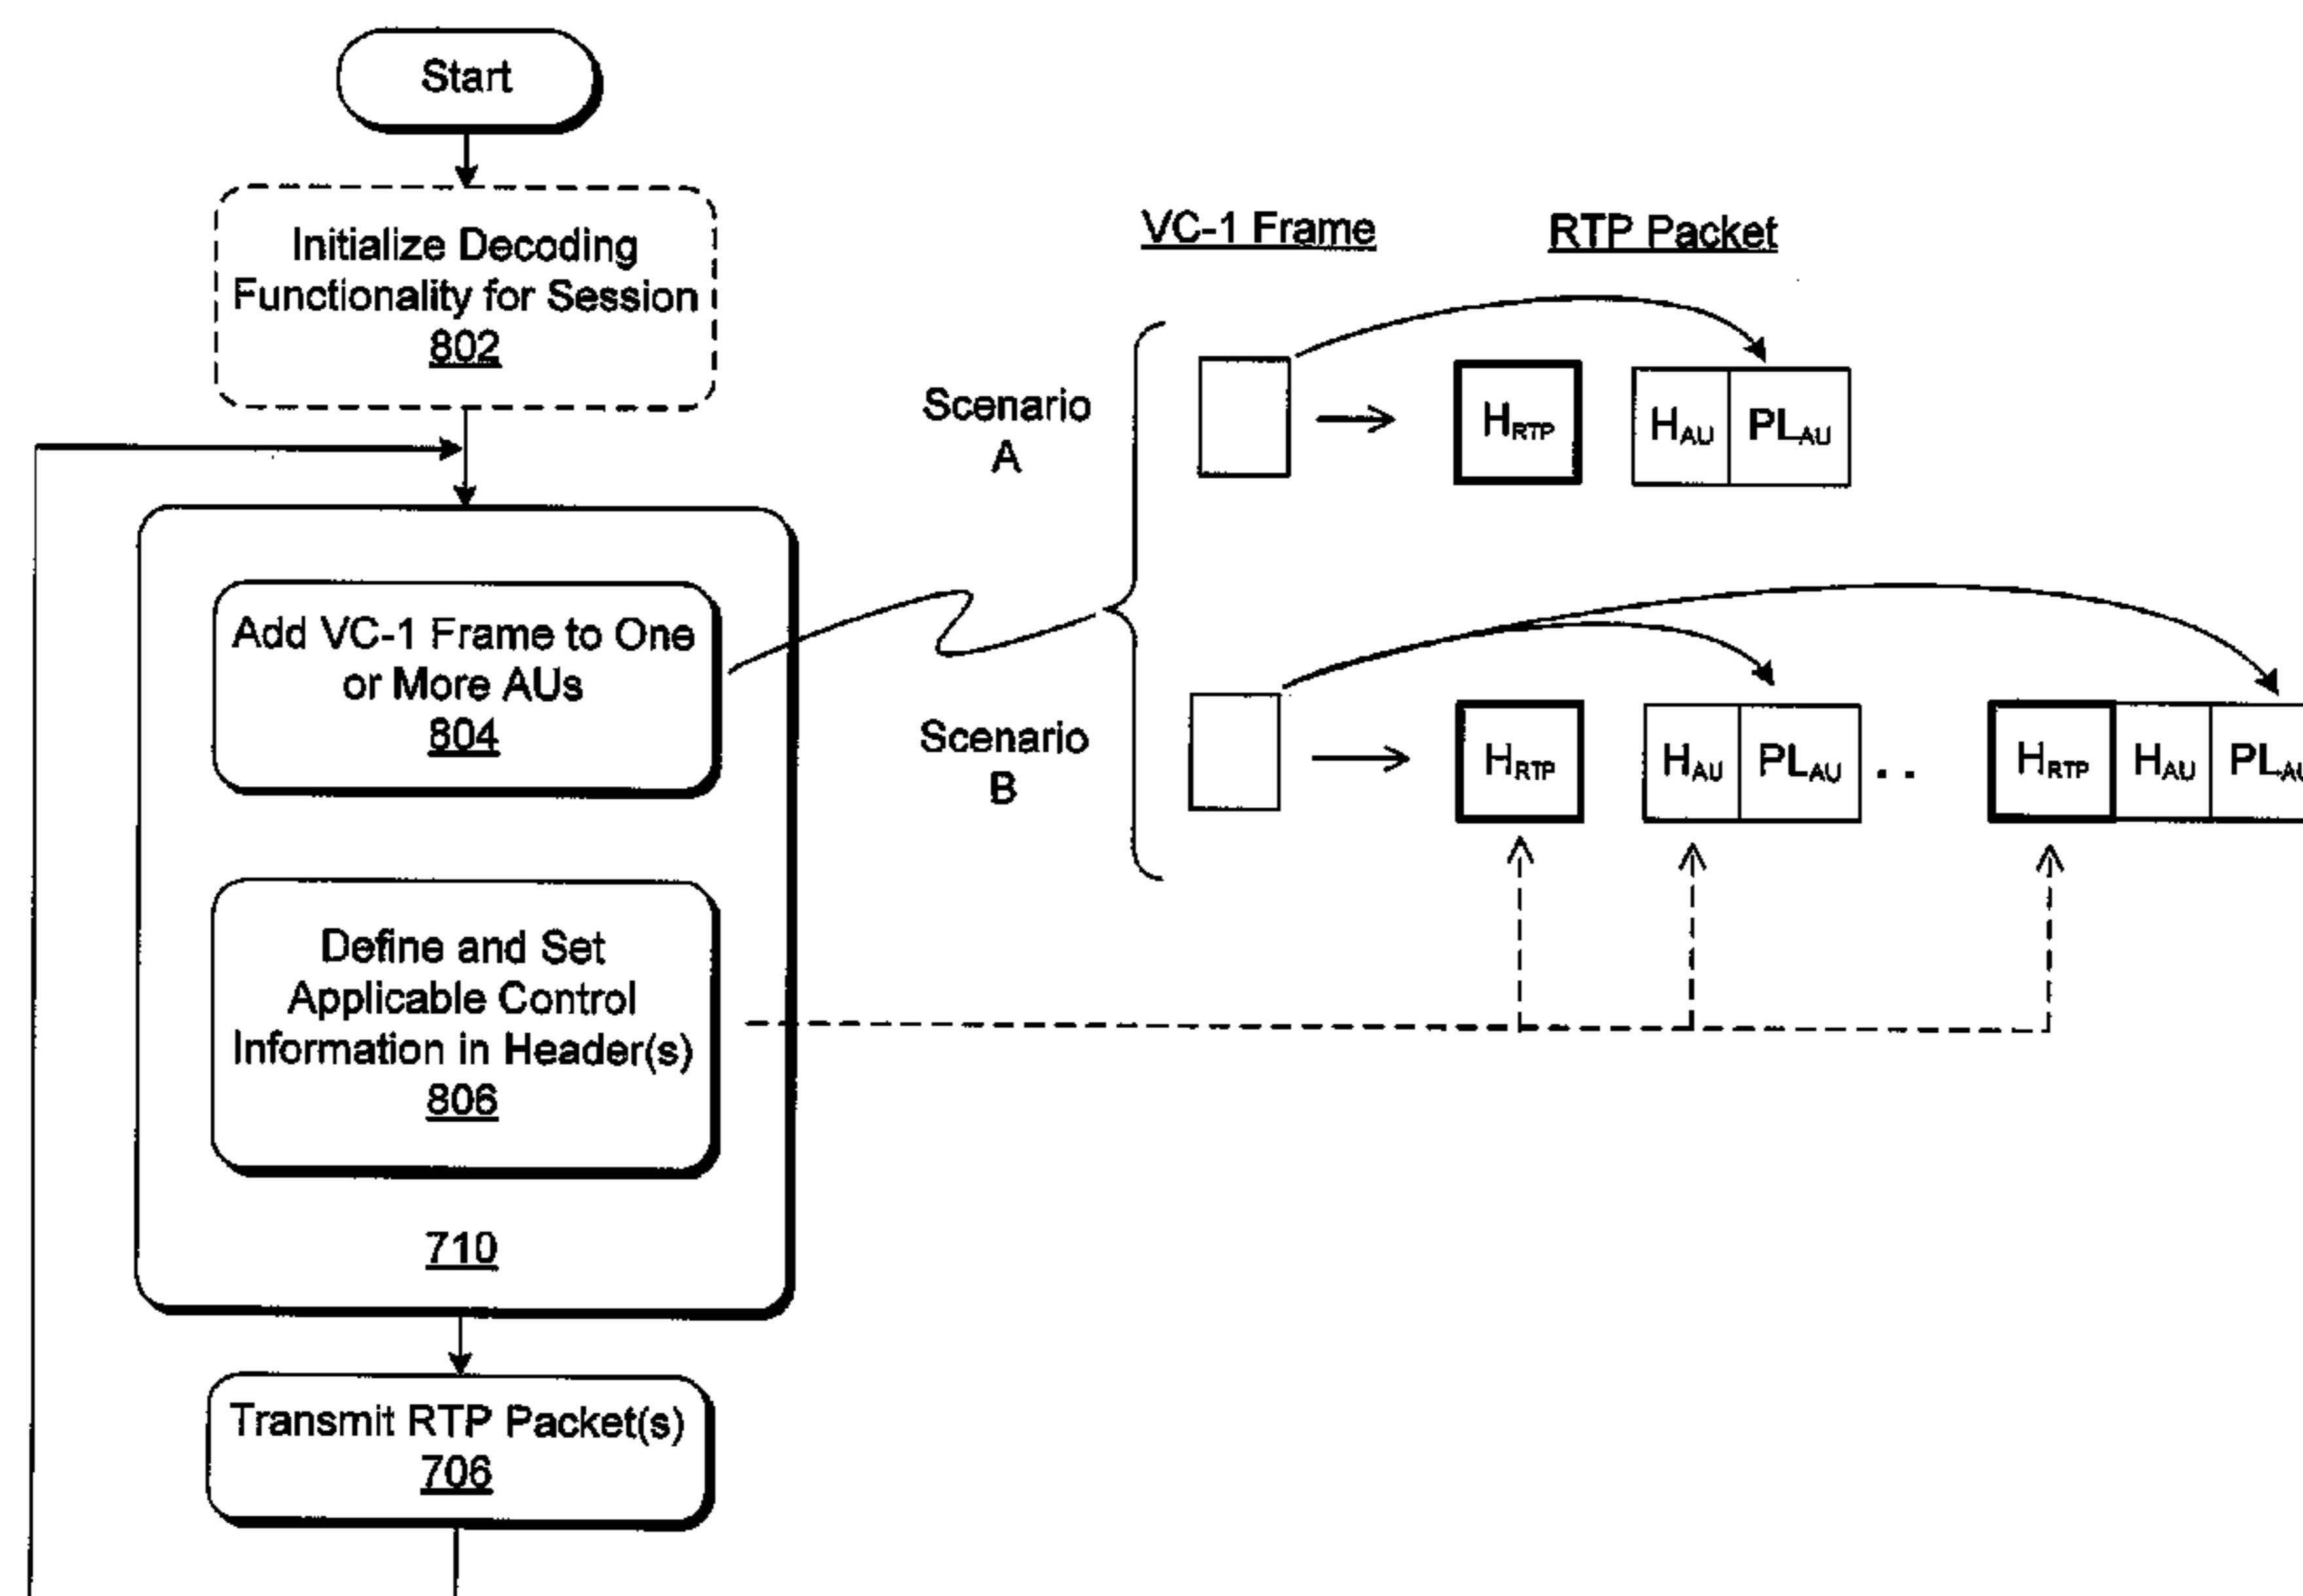 Start
Initialize Decoding
Functionality for Session
802
Add VC-1 Frame to One
or More AUs
804
Define and Set
Applicable Control
Information in Header(s)
806
710
Transmit RTP Packet(s)
706
VC-1 Frame RTP Packet
Scenario
A
HRTP HAU PLAU
Scenario
B
HRTP HAU PLAU . . HRTP HAU PLAU